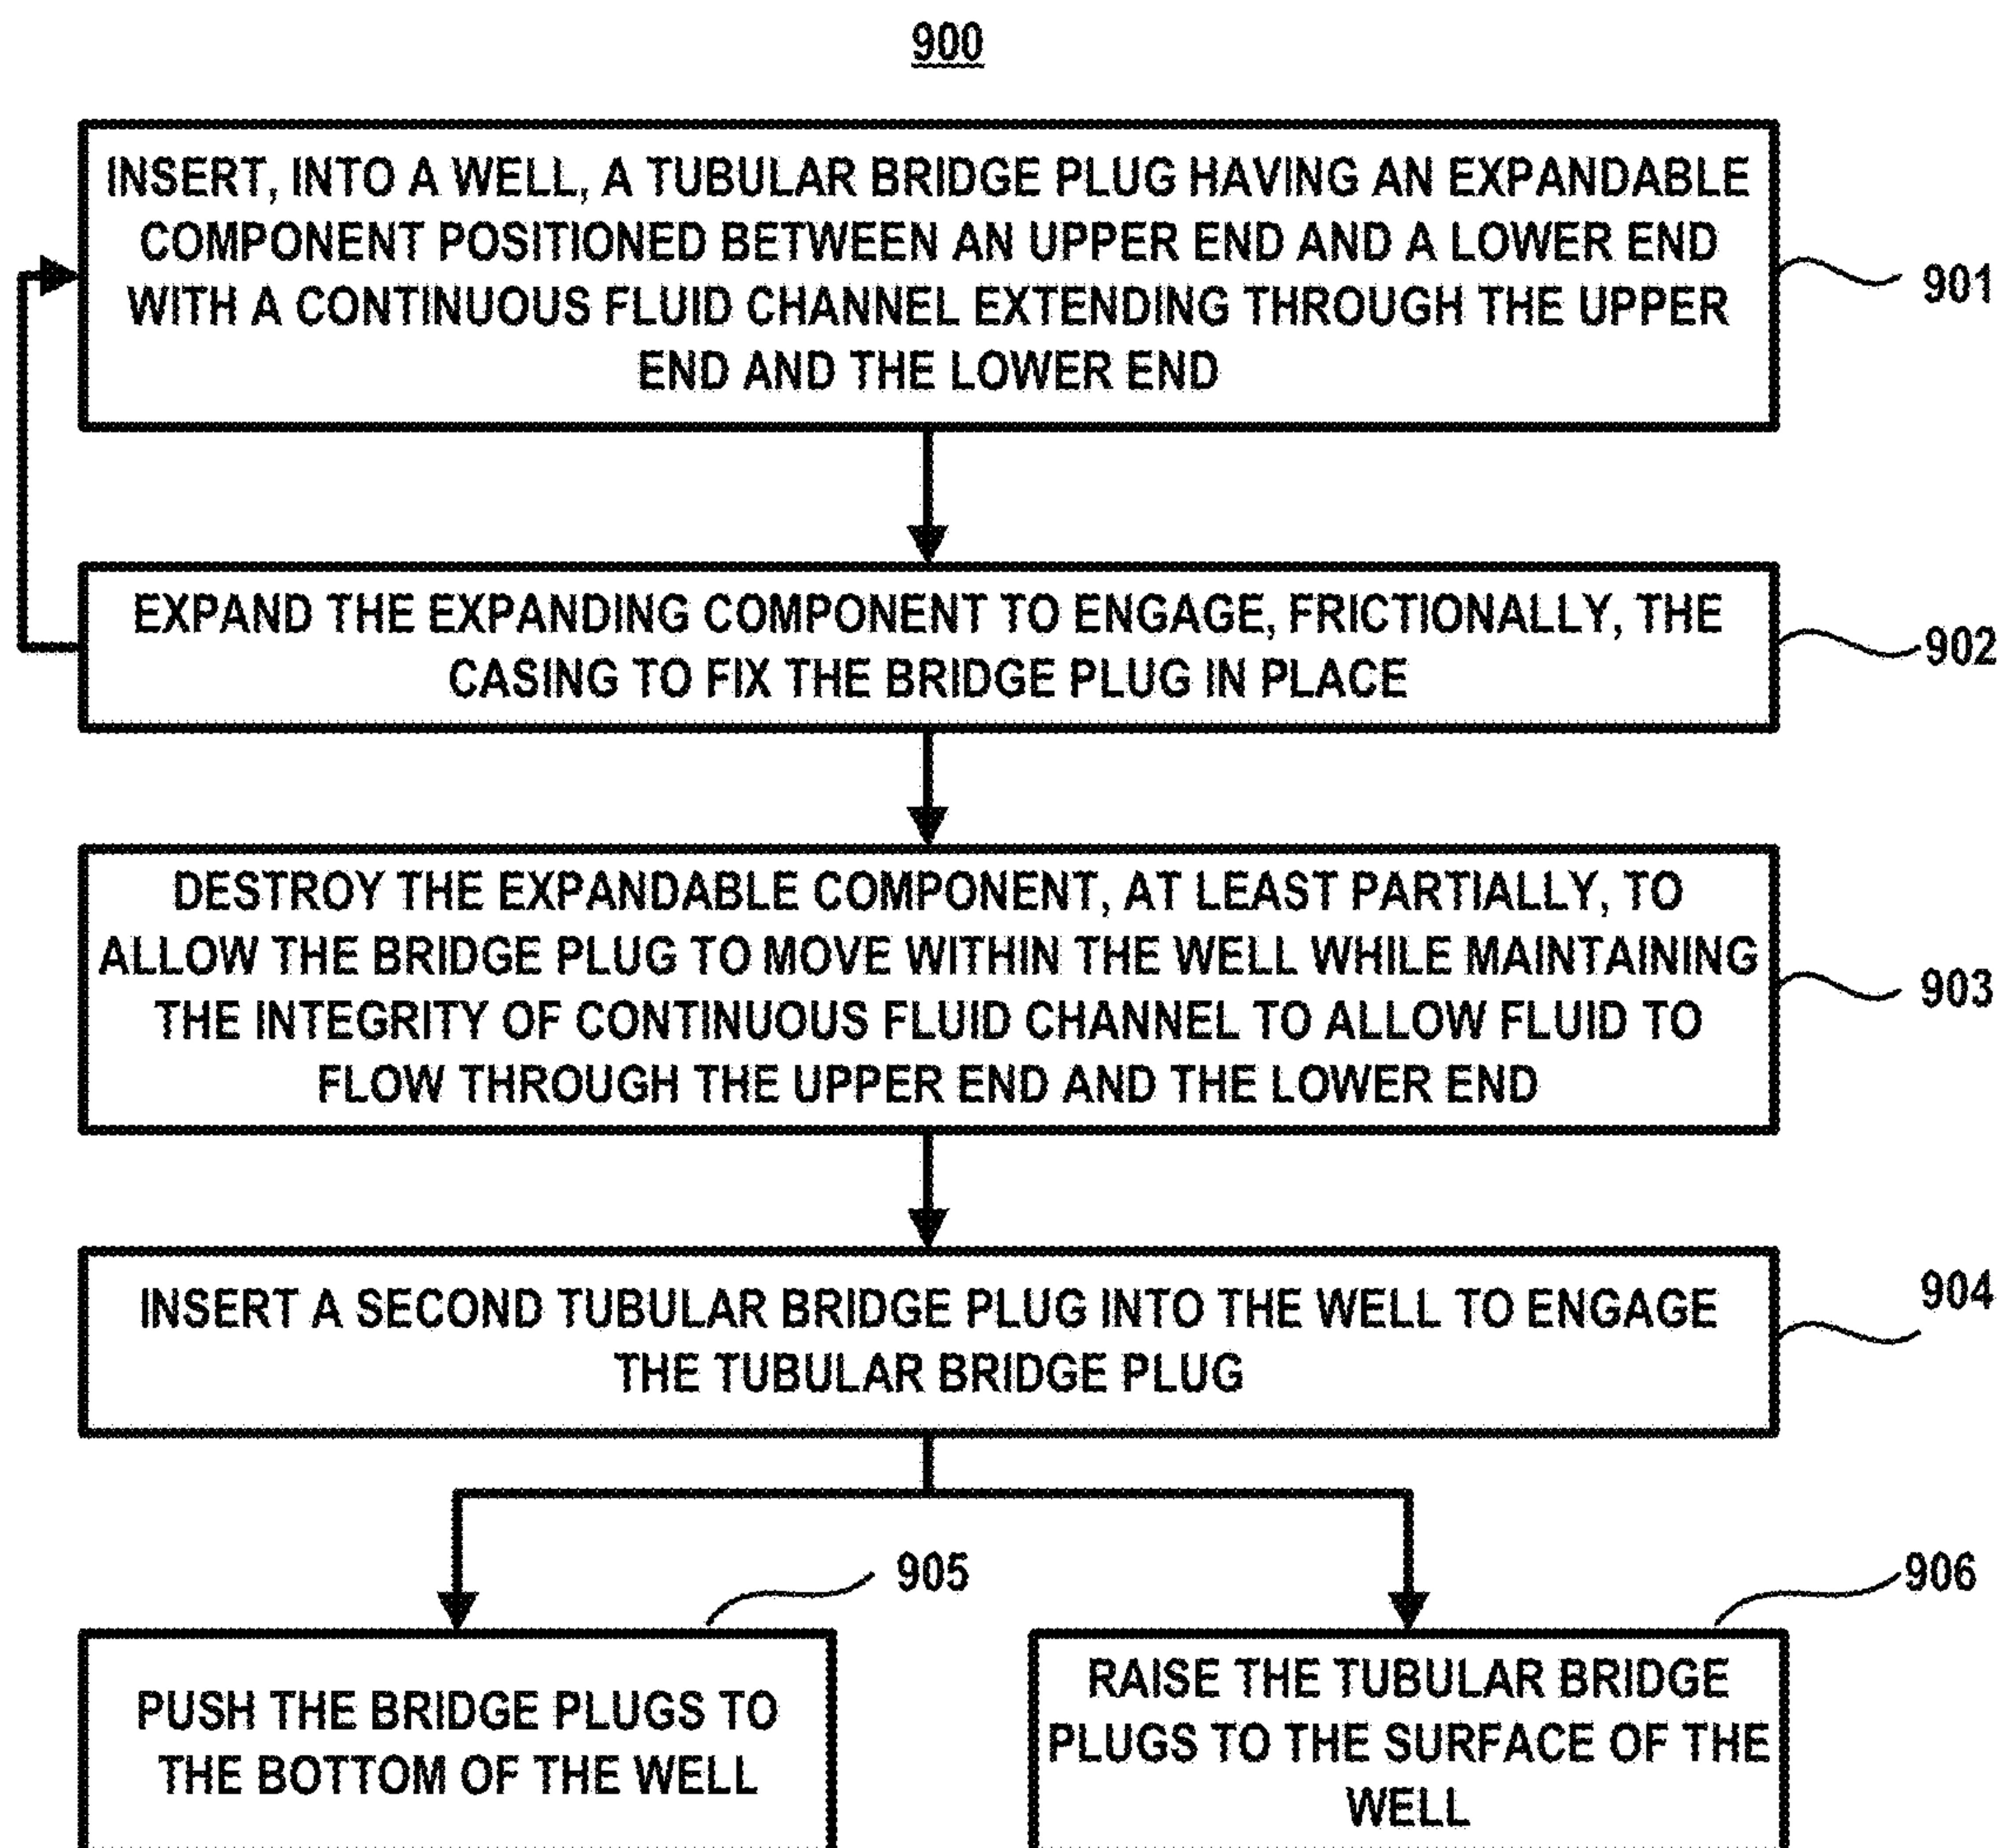 900
INSERT, INTO A WELL, A TUBULAR BRIDGE PLUG HAVING AN EXPANDABLE
COMPONENT POSITIONED BETWEEN AN UPPER END AND A LOWER END
WITH A CONTINUOUS FLUID CHANNEL EXTENDING THROUGH THE UPPER
END AND THE LOWER END
901
EXPAND THE EXPANDING COMPONENT TO ENGAGE, FRICTIONALLY, THE
CASING TO FIX THE BRIDGE PLUG IN PLACE
902
DESTROY THE EXPANDABLE COMPONENT, AT LEAST PARTIALLY, TO
ALLOW THE BRIDGE PLUG TO MOVE WITHIN THE WELL WHILE MAINTAINING
THE INTEGRITY OF CONTINUOUS FLUID CHANNEL TO ALLOW FLUID TO
FLOW THROUGH THE UPPER END AND THE LOWER END
903
INSERT A SECOND TUBULAR BRIDGE PLUG INTO THE WELL TO ENGAGE
THE TUBULAR BRIDGE PLUG
904
905
PUSH THE BRIDGE PLUGS TO
THE BOTTOM OF THE WELL
906
RAISE THE TUBULAR BRIDGE
PLUGS TO THE SURFACE OF THE
WELL